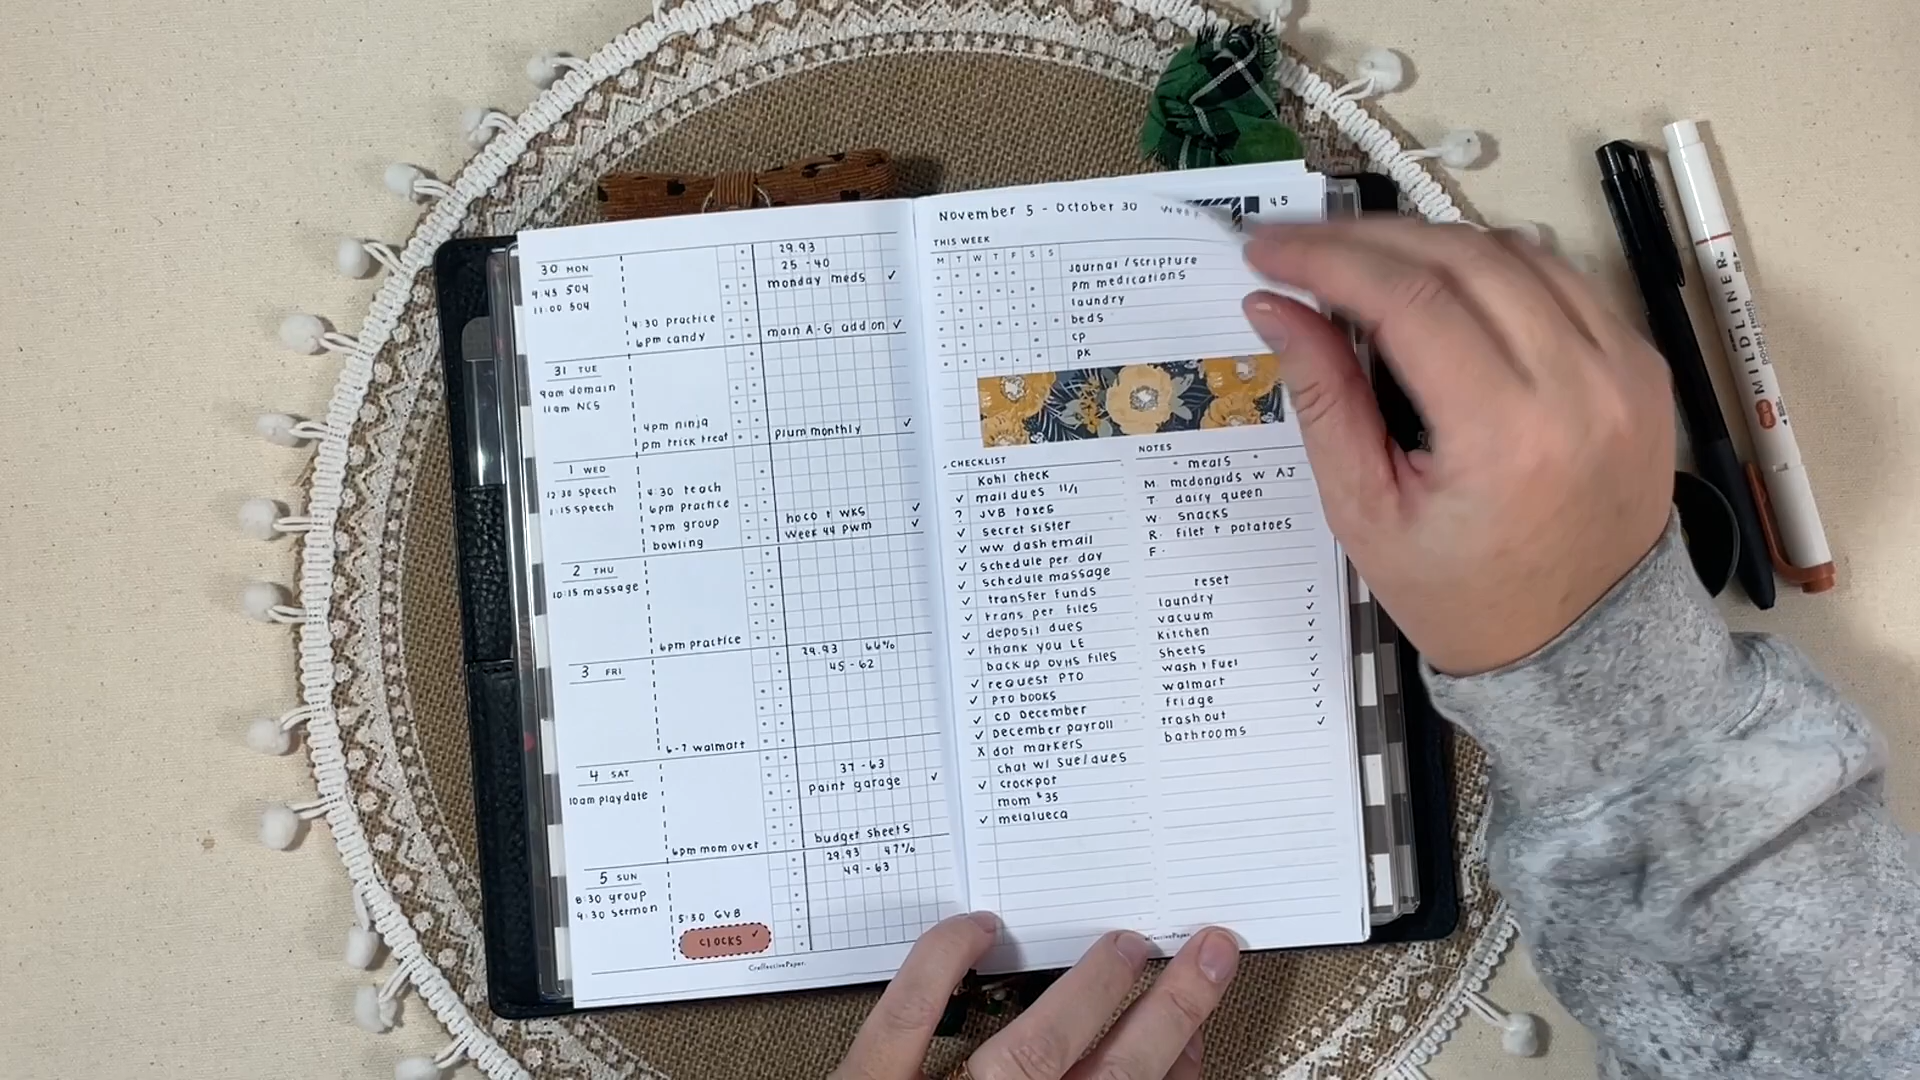 30 MON
9:45 504
11:00 504
4:30 practice
6pm candy
29.93
25 - 40
monday meds ✓
main A-G add on ✓
31 TUE
9am domain
11am NCS
4pm ninja
pm trick treat
plum monthly ✓
1 WED
12:30 speech
1:15 speech
4:30 teach
6pm practice
7pm group
bowling
hoco + wks ✓
week 44 pwm ✓
2 THU
10:15 massage
6pm practice
3 FRI
6-7 walmart
29.93 66%
45 - 62
4 SAT
10am playdate
6pm mom over
37 - 63
paint garage ✓
budget sheets
5 SUN
8:30 group
9:30 sermon
5:30 GVB
CLOCKS ✓
29.93 47%
49 - 63
CraffectivePaper.
November 5 - October 30
45
THIS WEEK
M T W T F S S
journal / scripture
pm medications
laundry
beds
cp
pk
CHECKLIST
Kohl check
✓ mail dues 11/1
? JVB taxes
✓ secret sister
✓ ww dash email
✓ schedule per day
✓ schedule massage
✓ transfer funds
✓ trans per files
✓ deposit dues
✓ thank you LE
back up OVHS files
✓ request PTO
✓ PTO books
✓ CD December
✓ December payroll
X dot markers
chat w/ sue/dues
✓ crockpot
mom $35
✓ melalueca
NOTES
meals
M. mcdonalds w AJ
T. dairy queen
W. snacks
R. filet + potatoes
F.
reset
laundry ✓
vacuum ✓
kitchen ✓
sheets
wash + fuel ✓
walmart ✓
fridge ✓
trash out ✓
bathrooms ✓
MILDLINER